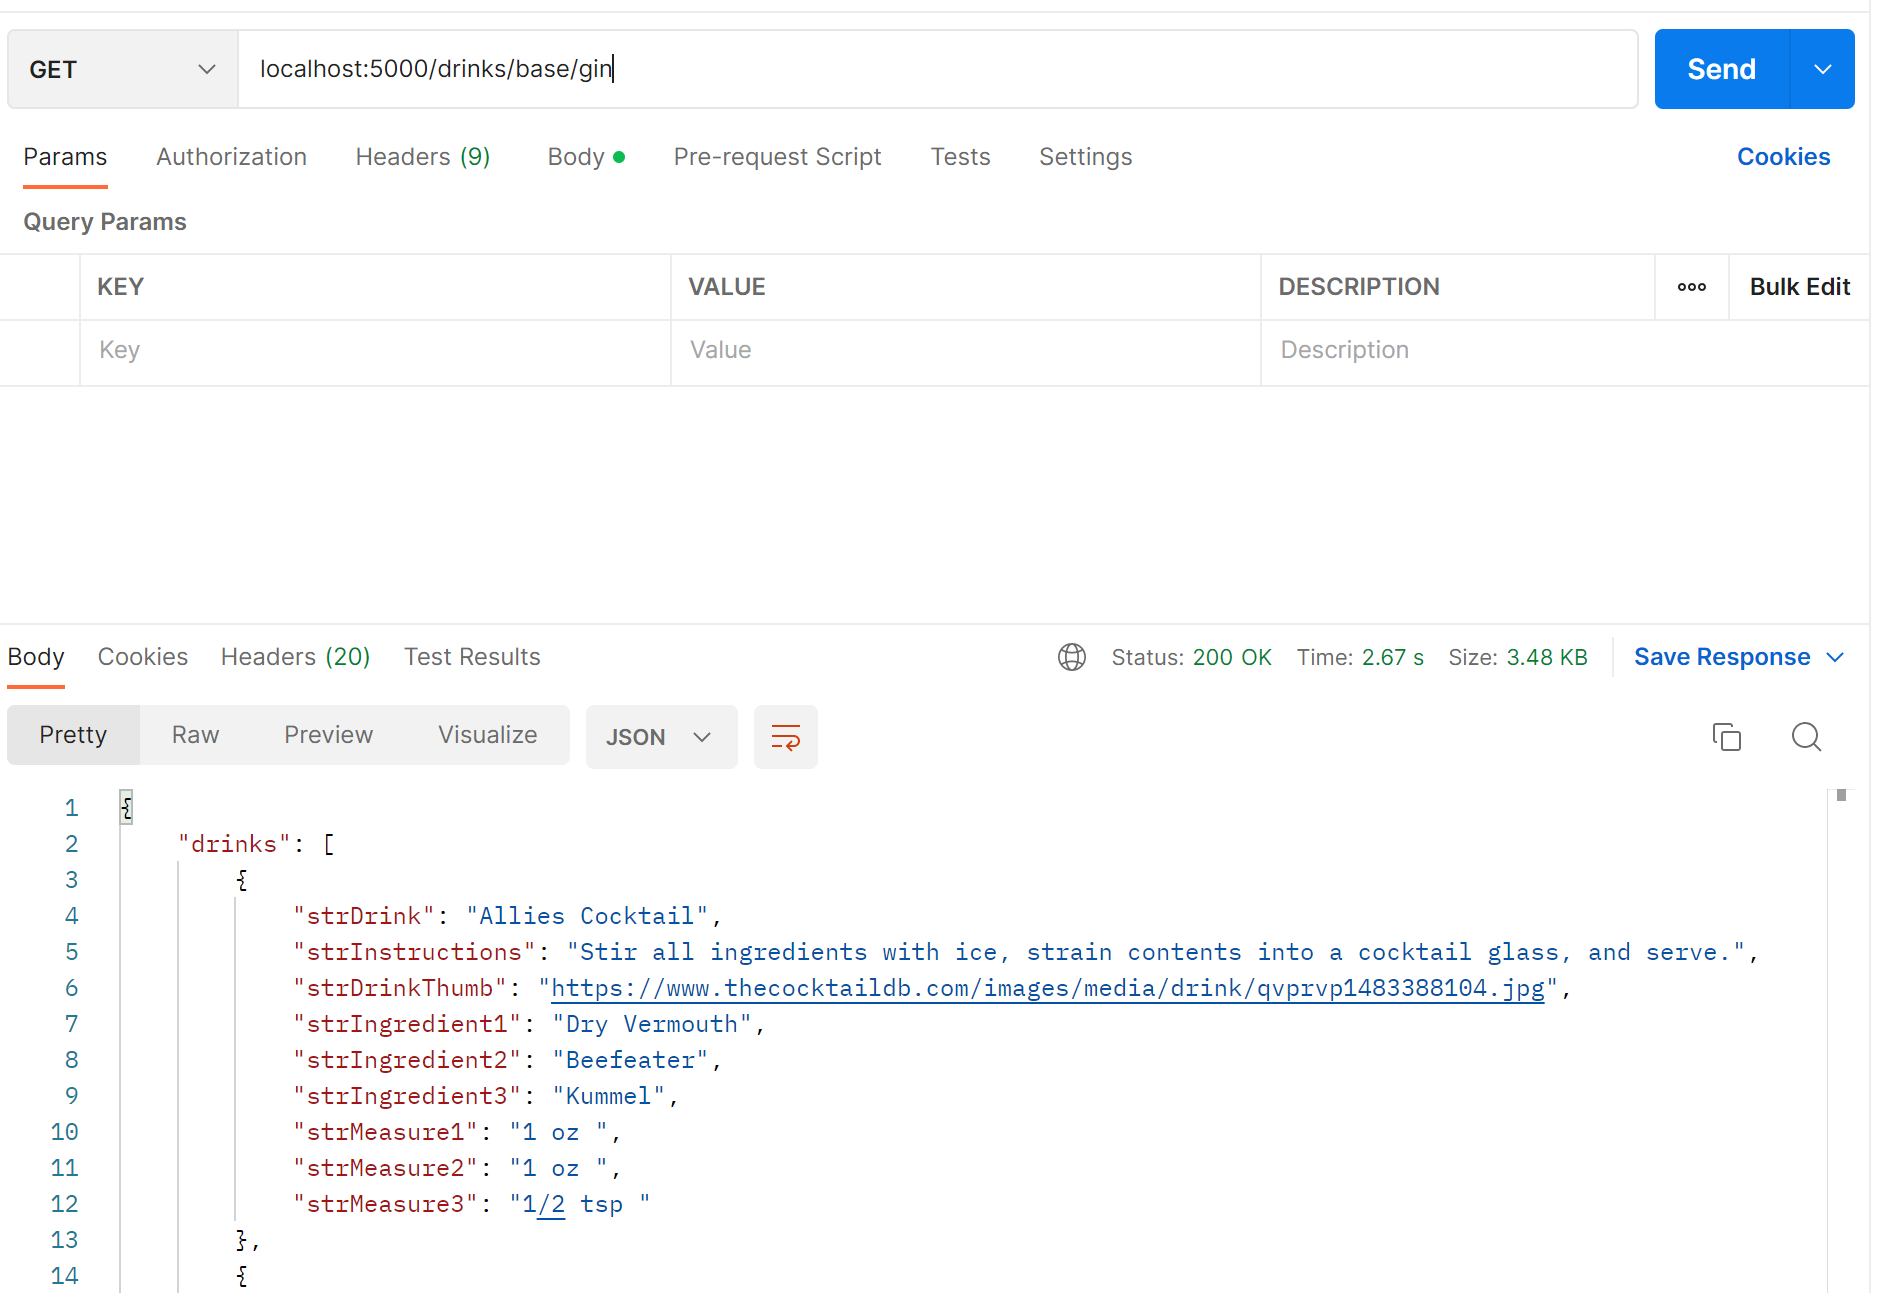 GET localhost:5000/drinks/base/gin Send
Params Authorization Headers (9) Body Pre-request Script Tests Settings Cookies
Query Params
KEY VALUE DESCRIPTION ooo Bulk Edit
Key Value Description
Body Cookies Headers (20) Test Results Status: 200 OK Time: 2.67 s Size: 3.48 KB Save Response
Pretty Raw Preview Visualize JSON
1 {
2 "drinks": [
3 {
4 "strDrink": "Allies Cocktail",
5 "strInstructions": "Stir all ingredients with ice, strain contents into a cocktail glass, and serve.",
6 "strDrinkThumb": "https://www.thecocktaildb.com/images/media/drink/qvprvp1483388104.jpg",
7 "strIngredient1": "Dry Vermouth",
8 "strIngredient2": "Beefeater",
9 "strIngredient3": "Kummel",
10 "strMeasure1": "1 oz ",
11 "strMeasure2": "1 oz ",
12 "strMeasure3": "1/2 tsp "
13 },
14 {